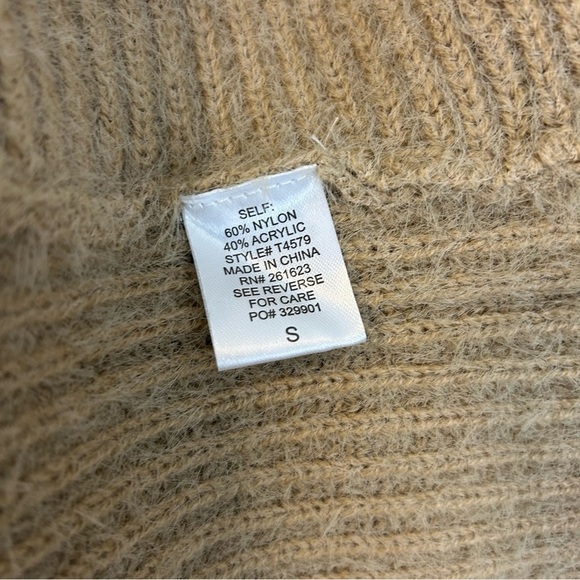 SELF:
60% NYLON
40% ACRYLIC
STYLE# T4579
MADE IN CHINA
RN# 261623
SEE REVERSE
FOR CARE
PO# 329901
S